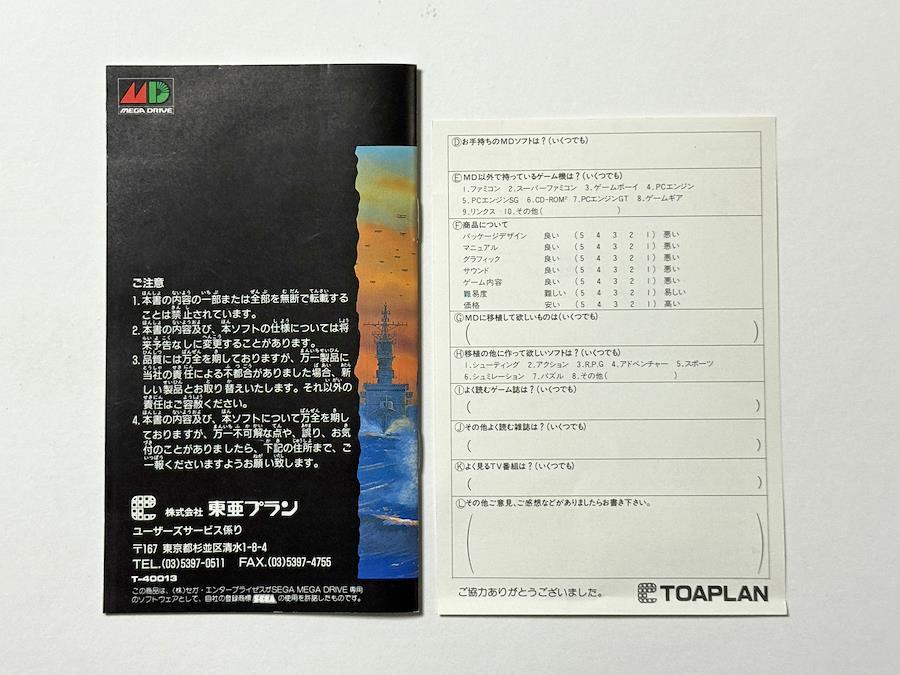 MD
MEGA DRIVE
ご注意
1.本書の内容の一部または全部を無断で転載する
ことは禁止されています。
2.本書の内容及び、本ソフトの仕様については将
来予告なしに変更することがあります。
3.品質には万全を期しておりますが、万一製品に
当社の責任による不都合がありました場合、新
しい製品とお取り替えいたします。それ以外の
責任はご容赦ください。
4.本書の内容及び、本ソフトについて万全を期し
ておりますが、万一不可解な点や、誤り、お気
付のことがありましたら、下記の住所まで、ご
一報くださいますようお願い致します。
株式会社 東亜プラン
ユーザーズサービス係り
〒167 東京都杉並区清水1-8-4
TEL.(03)5397-0511 FAX.(03)5397-4755
T-40013
この商品は、(株)セガ・エンタープライゼスがSEGA MEGA DRIVE 専用
のソフトウェアとして、自社の登録商標 SEGA の使用を許諾したものです。
Ⓓお手持ちのMDソフトは?(いくつでも)
ⒺMD以外で持っているゲーム機は?(いくつでも)
1.ファミコン 2.スーパーファミコン 3.ゲームボーイ 4.PCエンジン
5.PCエンジンSG 6.CD-ROM² 7.PCエンジンGT 8.ゲームギア
9.リンクス 10.その他( )
Ⓕ商品について
パッケージデザイン 良い (5 4 3 2 1)悪い
マニュアル 良い (5 4 3 2 1)悪い
グラフィック 良い (5 4 3 2 1)悪い
サウンド 良い (5 4 3 2 1)悪い
ゲーム内容 良い (5 4 3 2 1)悪い
難易度 難しい(5 4 3 2 1)易しい
価格 安い (5 4 3 2 1)高い
ⒼMDに移植して欲しいものは(いくつでも)
( )
Ⓗ移植の他に作って欲しいソフトは?(いくつでも)
1.シューティング 2.アクション 3.R.P.G 4.アドベンチャー 5.スポーツ
6.シュミレーション 7.パズル 8.その他( )
Ⓘよく読むゲーム誌は?(いくつでも)
( )
Ⓙその他よく読む雑誌は?(いくつでも)
( )
Ⓚよく見るTV番組は?(いくつでも)
( )
Ⓛその他ご意見、ご感想などがありましたらお書き下さい。
( )
ご協力ありがとうございました。 TOAPLAN